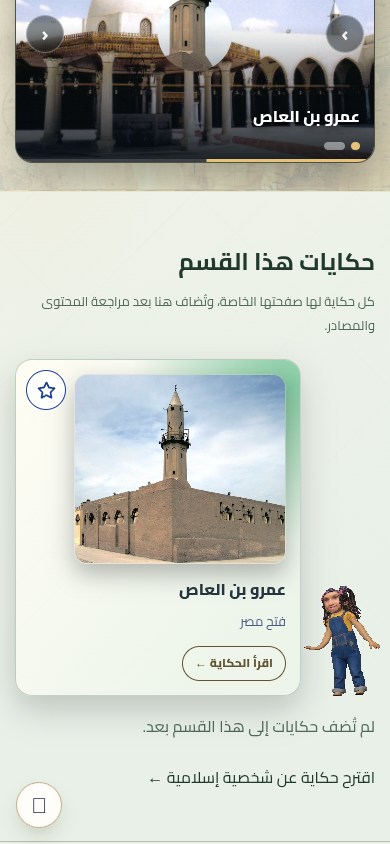 عمرو بن العاص
حكايات هذا القسم
كل حكاية لها صفحتها الخاصة، وتُضاف هنا بعد مراجعة المحتوى
والمصادر.
عمرو بن العاص
فتح مصر
اقرأ الحكاية ←
لم تُضف حكايات إلى هذا القسم بعد.
اقترح حكاية عن شخصية إسلامية ←